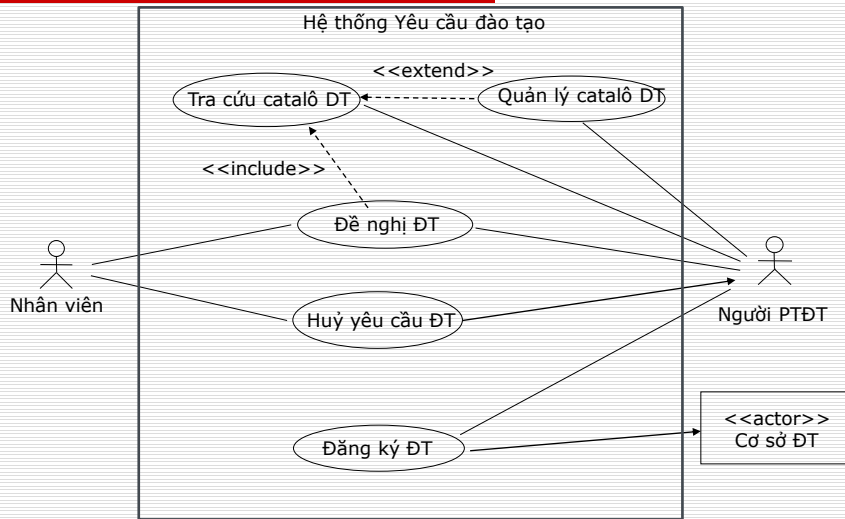 Hệ thống Yêu cầu đào tạo
<<extend>>
Tra cứu catalô DT
Quản lý catalô DT
<<include>>
Đề nghị ĐT
Nhân viên
Huỷ yêu cầu ĐT
Người PTĐT
<<actor>>
Cơ sở ĐT
Đăng ký ĐT